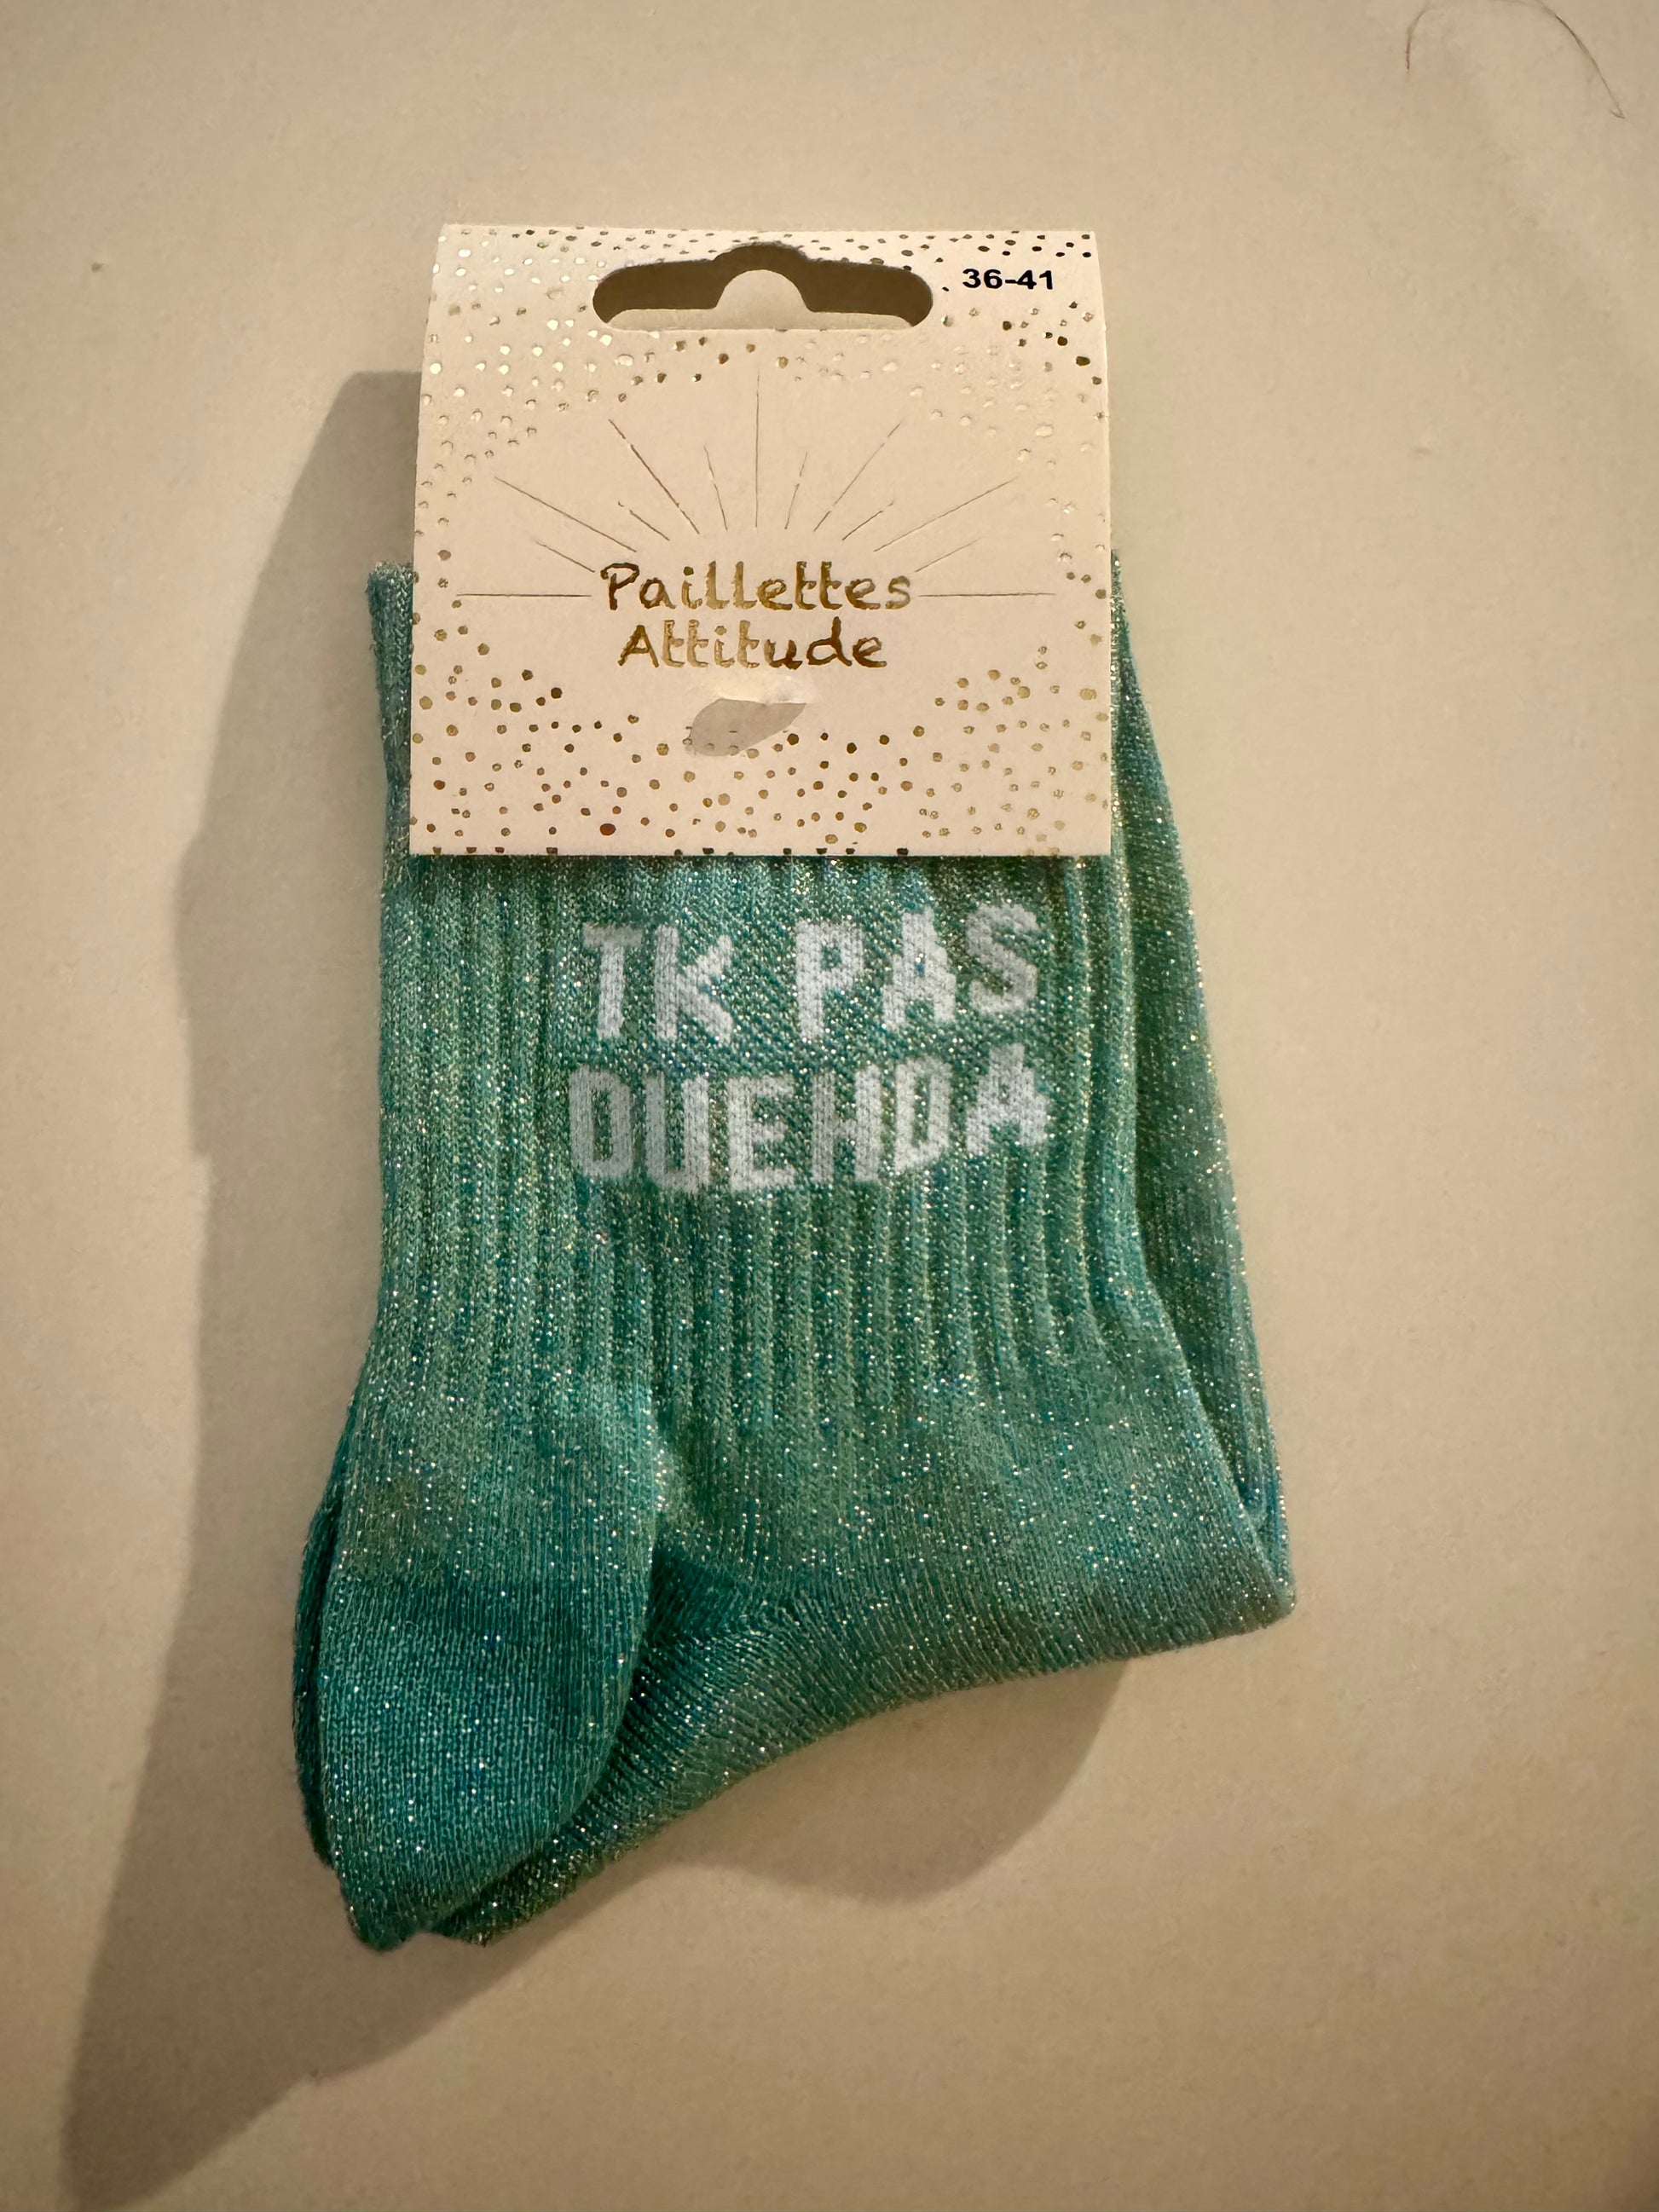 36-41
Paillettes
Attitude
TK PAS
OUEHDA